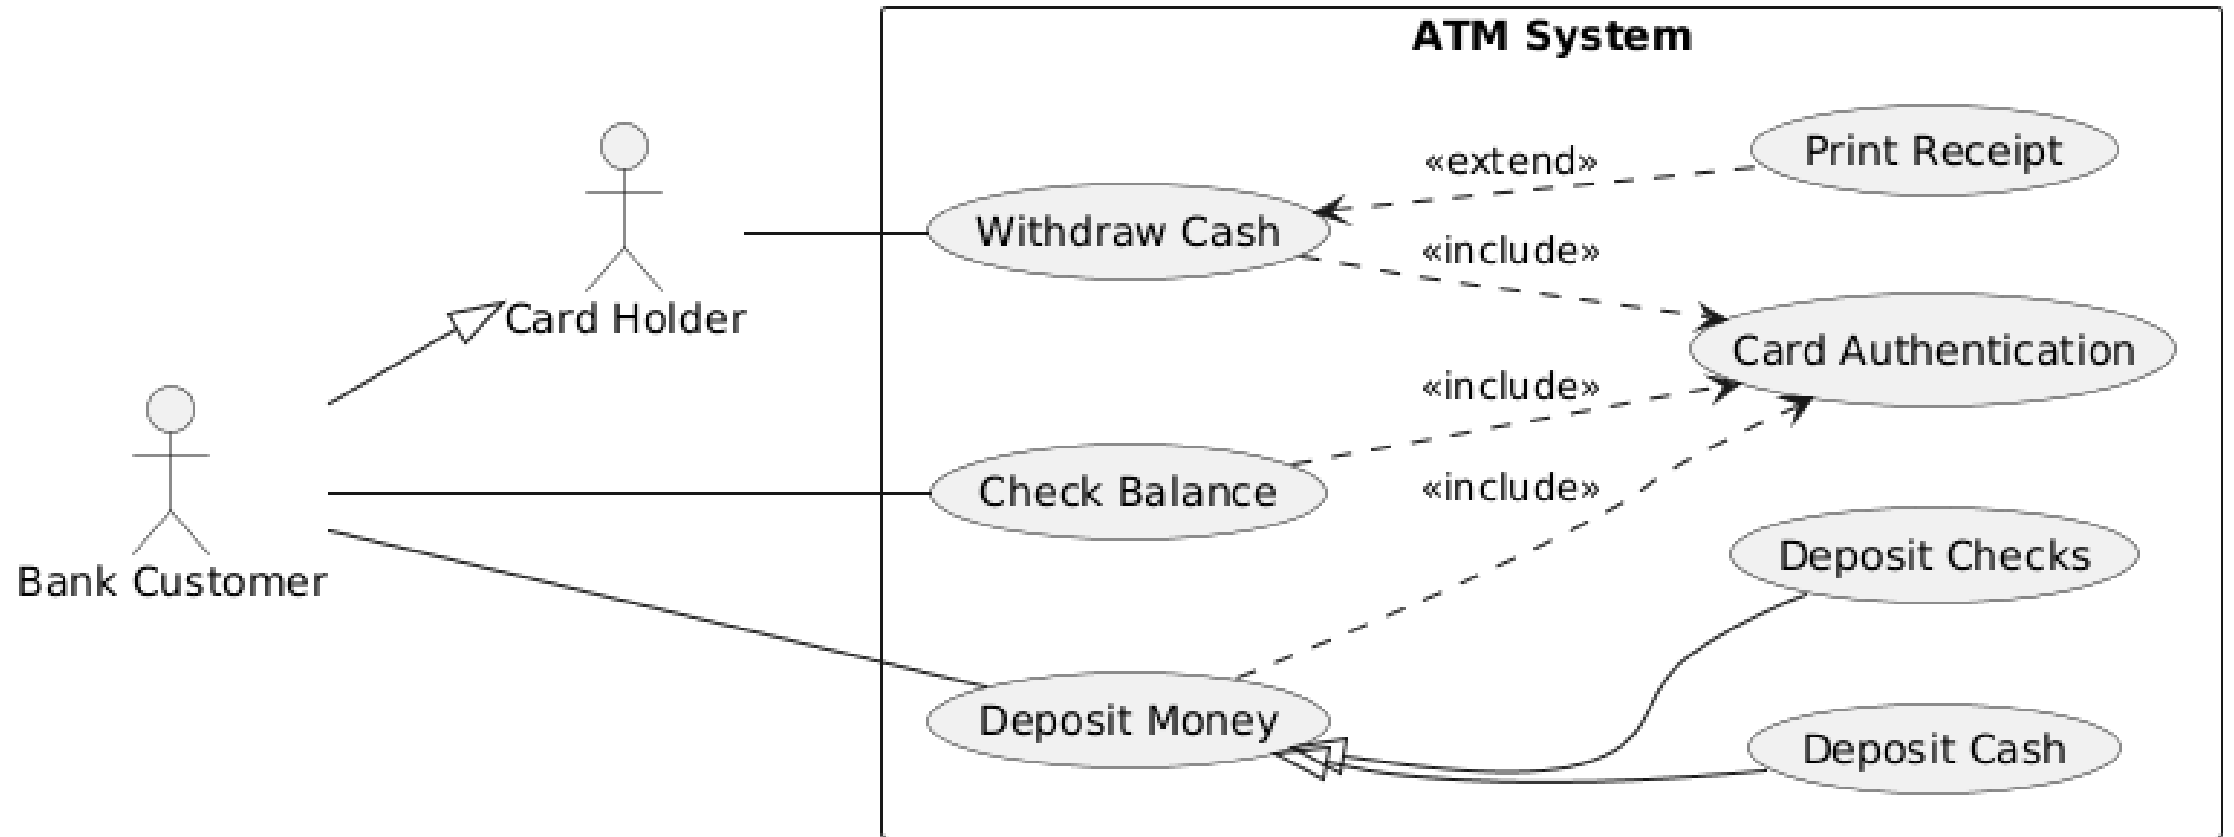 ATM System
Print Receipt
«extend»
Withdraw Cash
«include»
Card Holder
Card Authentication
«include»
Check Balance
«include»
Deposit Checks
Bank Customer
Deposit Money
Deposit Cash